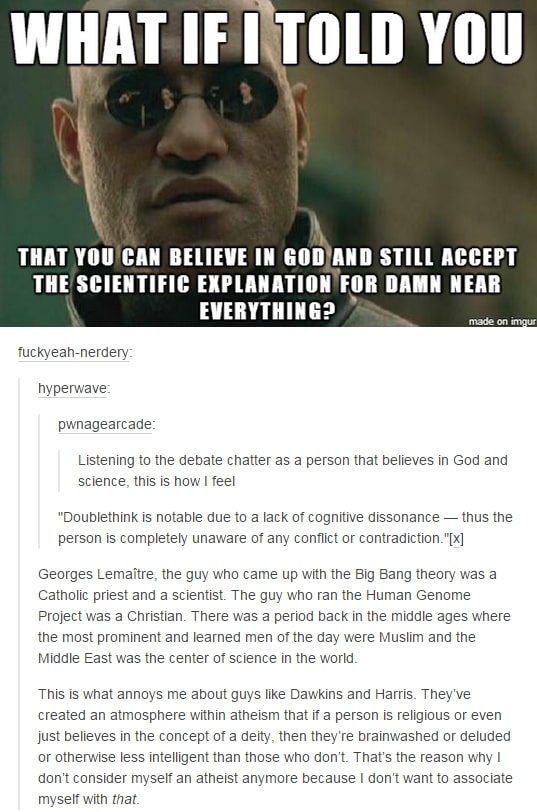 WHAT IF I TOLD YOU
THAT YOU CAN BELIEVE IN GOD AND STILL ACCEPT
THE SCIENTIFIC EXPLANATION FOR DAMN NEAR
EVERYTHING?
made on imgur
fuckyeah-nerdery:
hyperwave:
pwnagearcade:
Listening to the debate chatter as a person that believes in God and
science, this is how I feel
"Doublethink is notable due to a lack of cognitive dissonance — thus the
person is completely unaware of any conflict or contradiction."[x]
Georges Lemaître, the guy who came up with the Big Bang theory was a
Catholic priest and a scientist. The guy who ran the Human Genome
Project was a Christian. There was a period back in the middle ages where
the most prominent and learned men of the day were Muslim and the
Middle East was the center of science in the world.
This is what annoys me about guys like Dawkins and Harris. They've
created an atmosphere within atheism that if a person is religious or even
just believes in the concept of a deity, then they're brainwashed or deluded
or otherwise less intelligent than those who don't. That's the reason why I
don't consider myself an atheist anymore because I don't want to associate
myself with that.